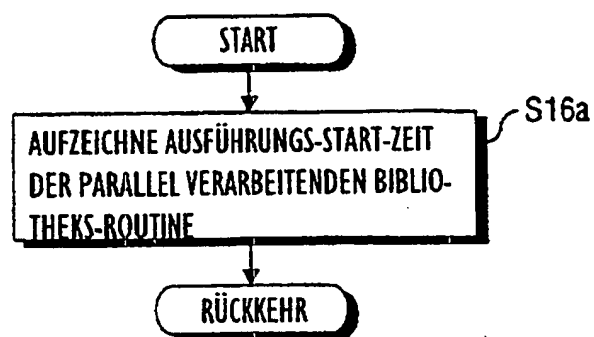 START
AUFZEICHNE AUSFÜHRUNGS-START-ZEIT
DER PARALLEL VERARBEITENDEN BIBLIO-
THEKS-ROUTINE
S16a
RÜCKKEHR